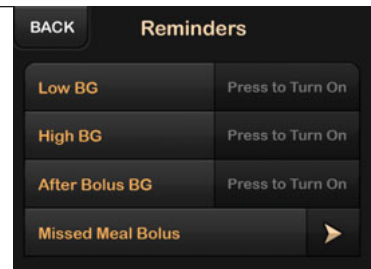 BACK Reminders
Low BG Press to Turn On
High BG Press to Turn On
After Bolus BG Press to Turn On
Missed Meal Bolus